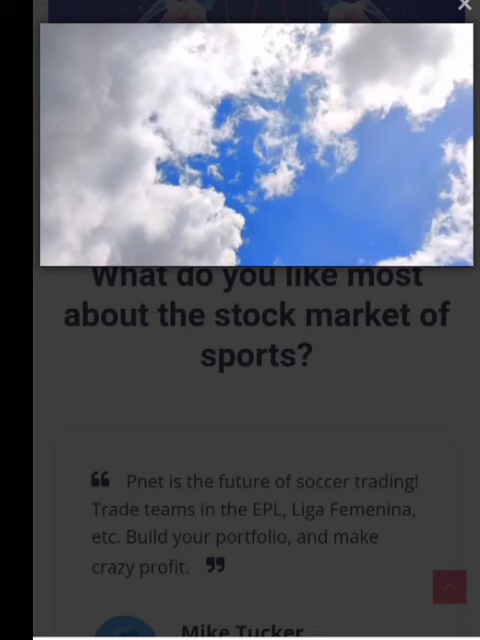 What do you like most
about the stock market of
sports?
❝ Pnet is the future of soccer trading!
Trade teams in the EPL, Liga Femenina,
etc. Build your portfolio, and make
crazy profit. ❞
Mike Tucker